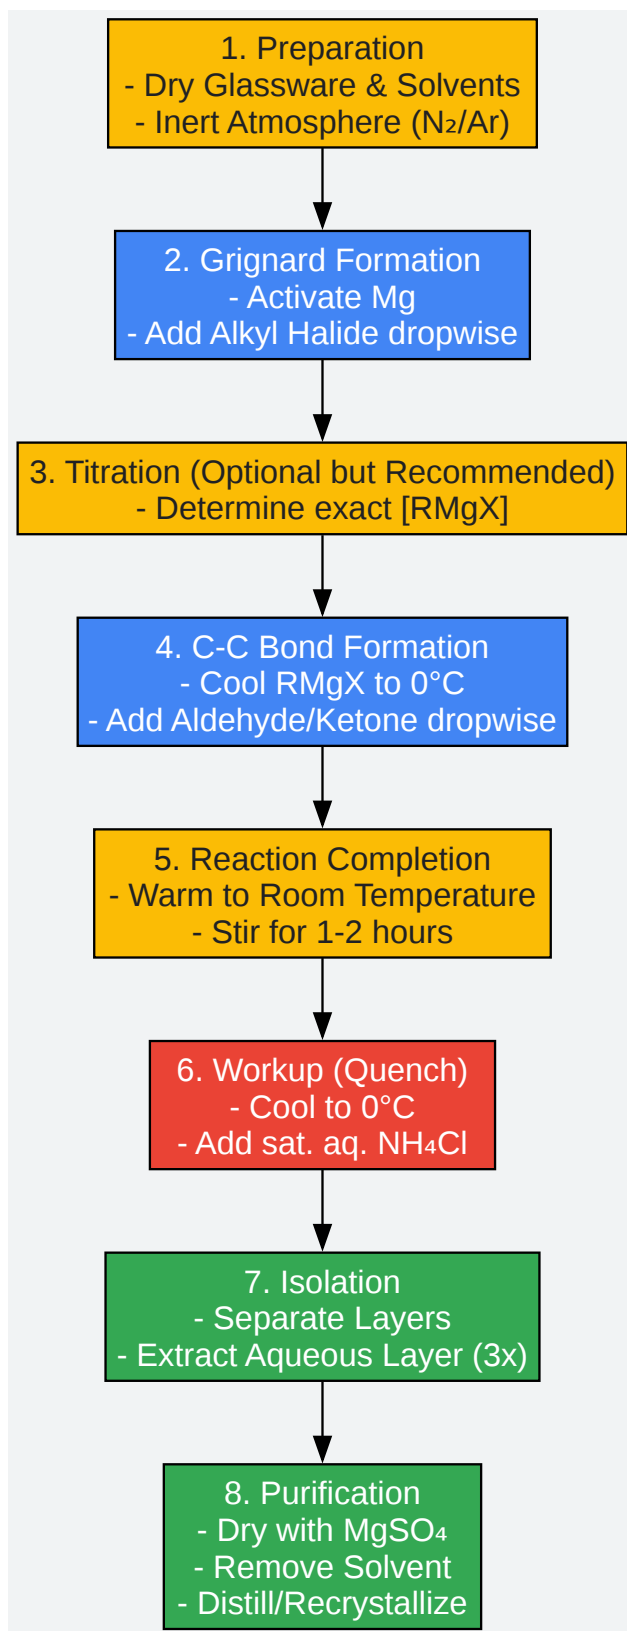 1. Preparation
- Dry Glassware & Solvents
- Inert Atmosphere (N₂/Ar)
2. Grignard Formation
- Activate Mg
- Add Alkyl Halide dropwise
3. Titration (Optional but Recommended)
- Determine exact [RMgX]
4. C-C Bond Formation
- Cool RMgX to 0°C
- Add Aldehyde/Ketone dropwise
5. Reaction Completion
- Warm to Room Temperature
- Stir for 1-2 hours
6. Workup (Quench)
- Cool to 0°C
- Add sat. aq. NH₄Cl
7. Isolation
- Separate Layers
- Extract Aqueous Layer (3x)
8. Purification
- Dry with MgSO₄
- Remove Solvent
- Distill/Recrystallize